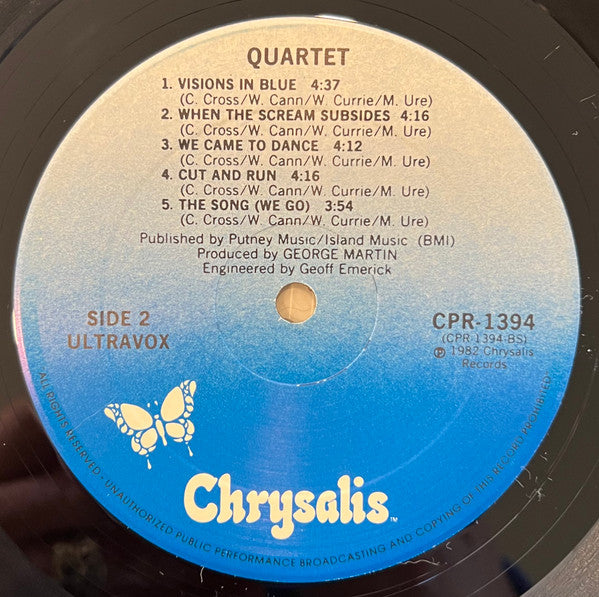 QUARTET
1. VISIONS IN BLUE 4:37
(C. Cross/W. Cann/W. Currie/M. Ure)
2. WHEN THE SCREAM SUBSIDES 4:16
(C. Cross/W. Cann/W. Currie/M. Ure)
3. WE CAME TO DANCE 4:12
(C. Cross/W. Cann/W. Currie/M. Ure)
4. CUT AND RUN 4:16
(C. Cross/W. Cann/W. Currie/M. Ure)
5. THE SONG (WE GO) 3:54
(C. Cross/W. Cann/W. Currie/M. Ure)
Published by Putney Music/Island Music (BMI)
Produced by GEORGE MARTIN
Engineered by Geoff Emerick
SIDE 2
ULTRAVOX
CPR-1394
(CPR-1394-BS)
℗ 1982 Chrysalis
Records
Chrysalis™
ALL RIGHTS RESERVED - UNAUTHORIZED PUBLIC PERFORMANCE BROADCASTING AND COPYING OF THIS RECORD PROHIBITED.